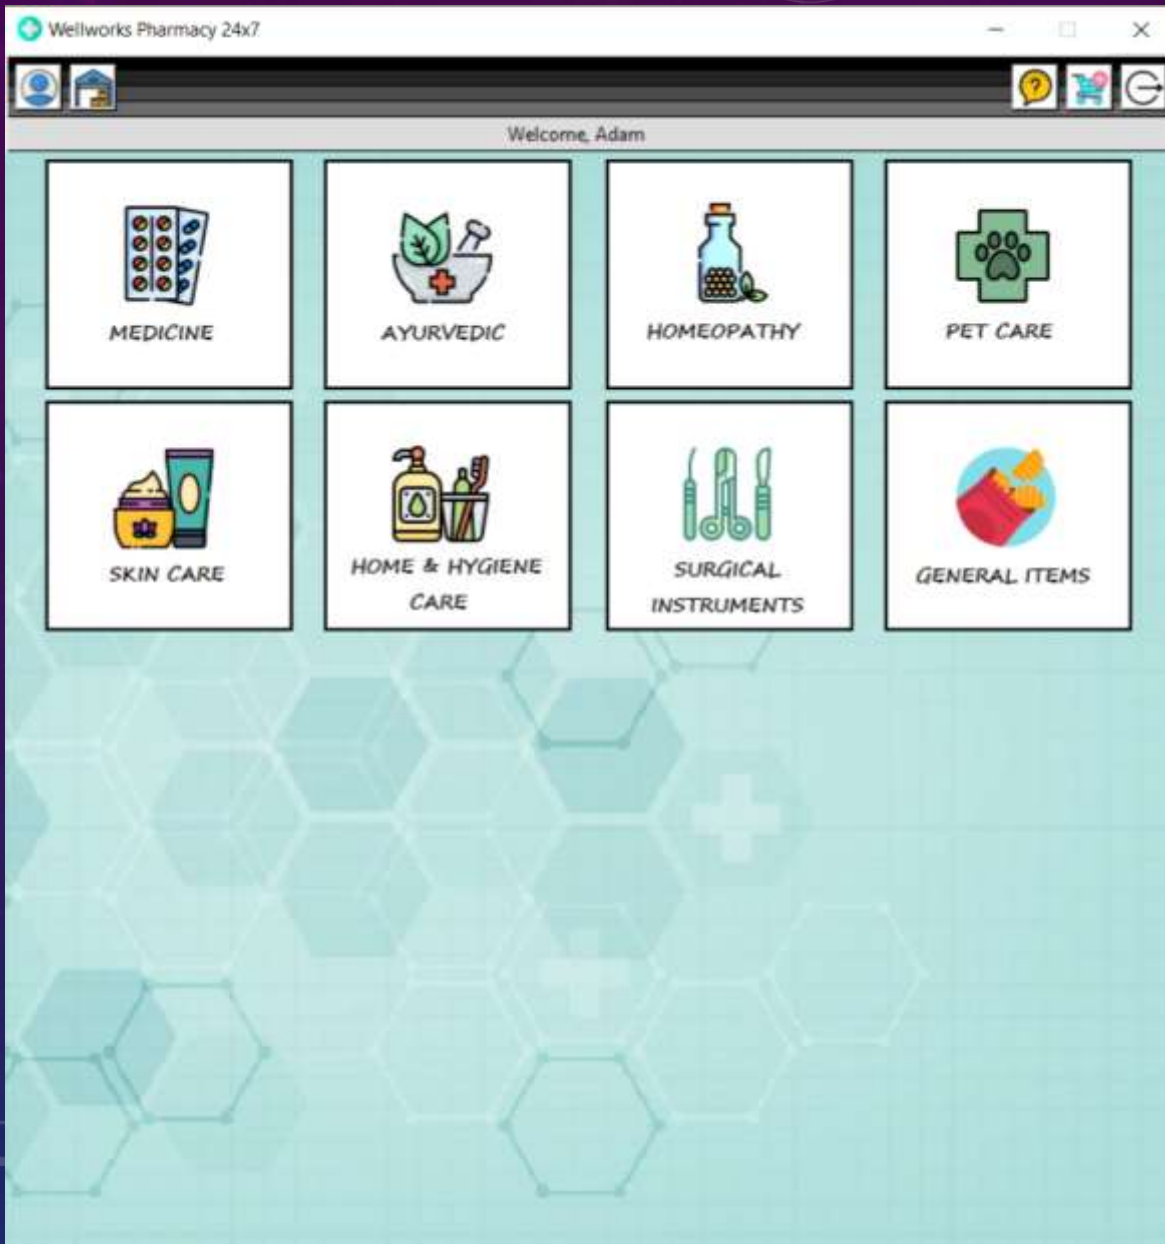 Wellworks Pharmacy 24x7
Welcome, Adam
MEDICINE
AYURVEDIC
HOMEOPATHY
PET CARE
SKIN CARE
HOME & HYGIENE
CARE
SURGICAL
INSTRUMENTS
GENERAL ITEMS